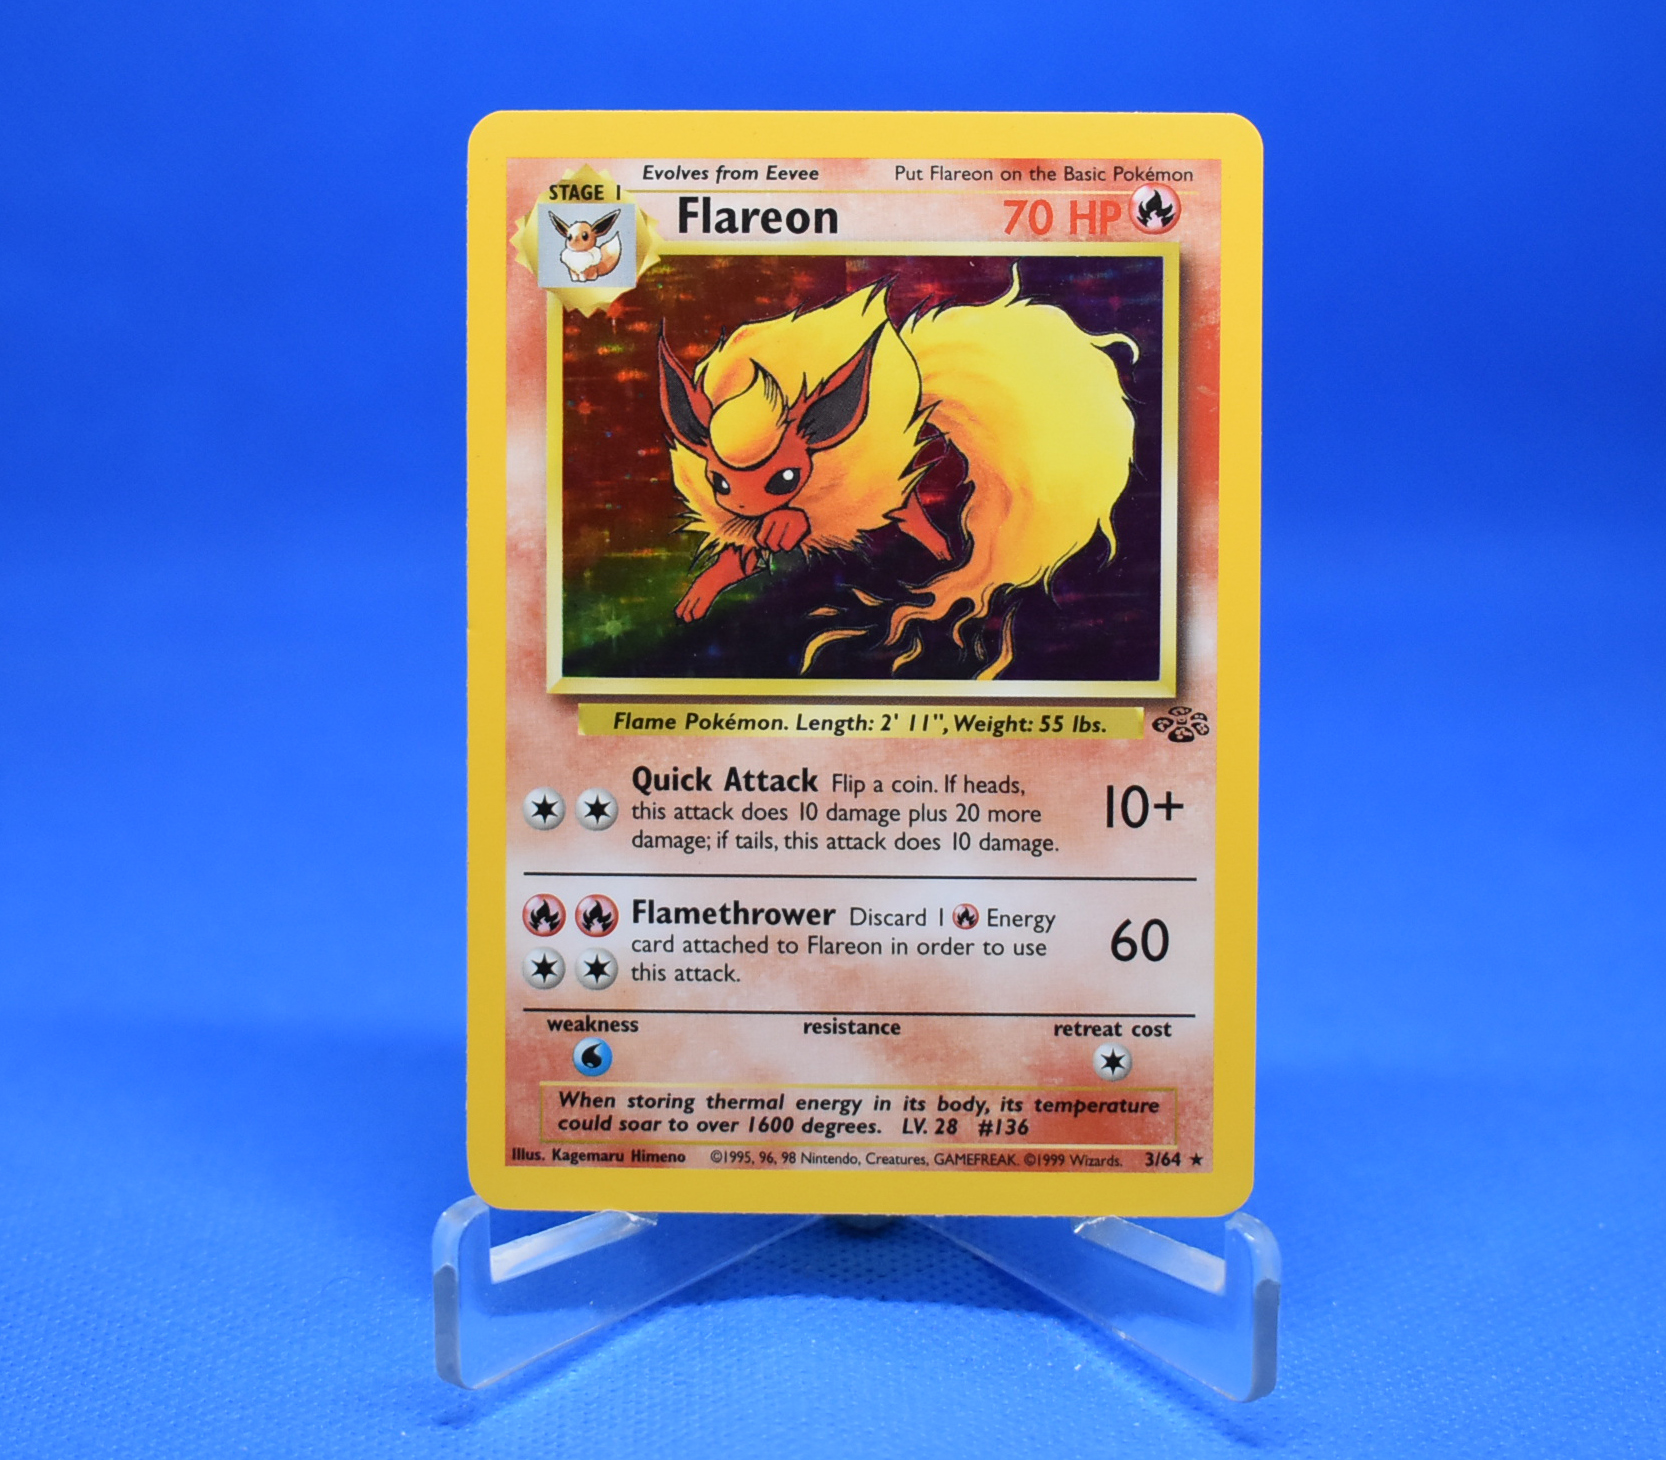 Evolves from Eevee Put Flareon on the Basic Pokémon
STAGE 1
Flareon 70 HP
Flame Pokémon. Length: 2' 11", Weight: 55 lbs.
Quick Attack Flip a coin. If heads,
this attack does 10 damage plus 20 more
damage; if tails, this attack does 10 damage.
10+
Flamethrower Discard 1 Energy
card attached to Flareon in order to use
this attack.
60
weakness resistance retreat cost
When storing thermal energy in its body, its temperature
could soar to over 1600 degrees. LV. 28 #136
Illus. Kagemaru Himeno ©1995, 96, 98 Nintendo, Creatures, GAMEFREAK. ©1999 Wizards. 3/64 ★